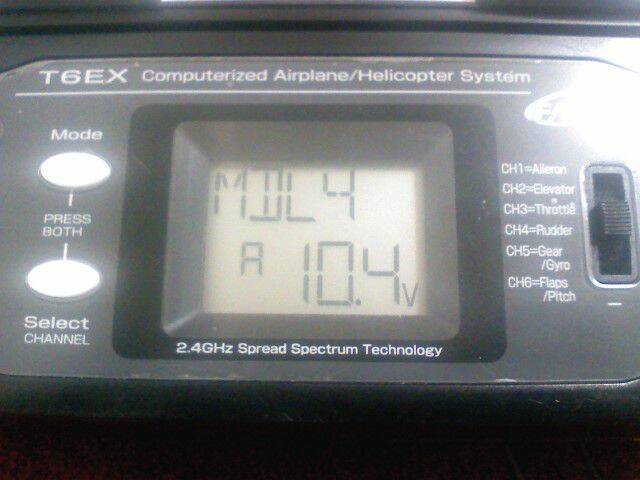 T6EX Computerized Airplane/Helicopter System
Mode
PRESS
BOTH
Select
CHANNEL
MDL4
A 10.4V
2.4GHz Spread Spectrum Technology
CH1=Aileron
CH2=Elevator
CH3=Throttle
CH4=Rudder
CH5=Gear
/Gyro
CH6=Flaps
/Pitch